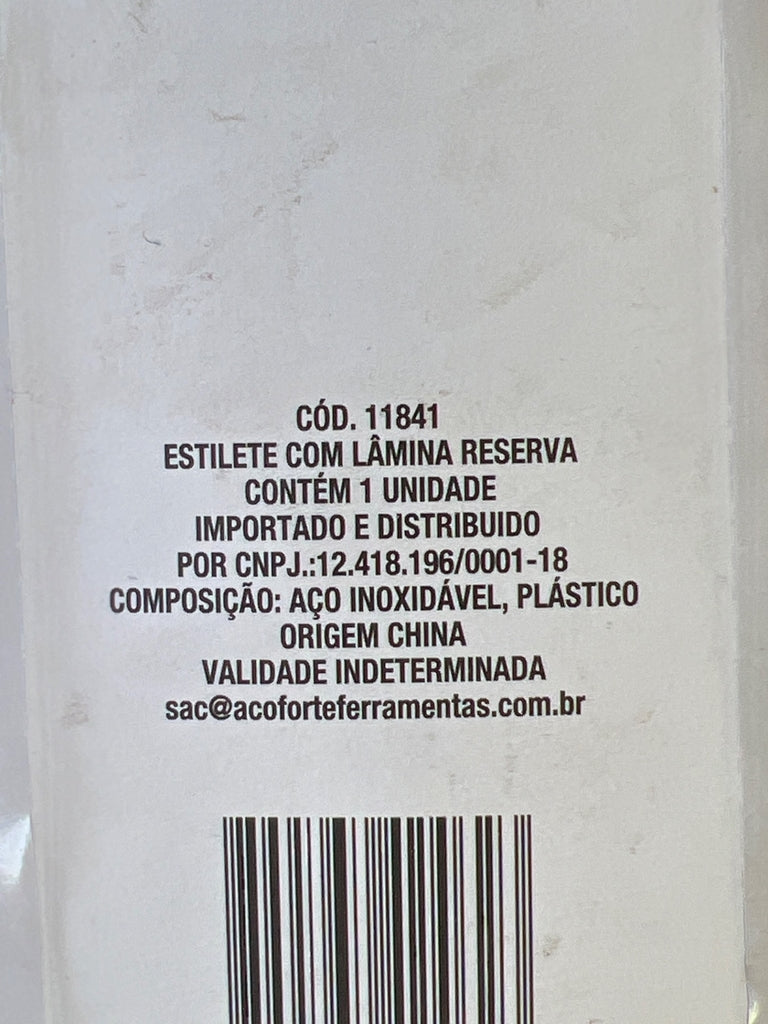 CÓD. 11841
ESTILETE COM LÂMINA RESERVA
CONTÉM 1 UNIDADE
IMPORTADO E DISTRIBUIDO
POR CNPJ.:12.418.196/0001-18
COMPOSIÇÃO: AÇO INOXIDÁVEL, PLÁSTICO
ORIGEM CHINA
VALIDADE INDETERMINADA
sac@acoforteferramentas.com.br